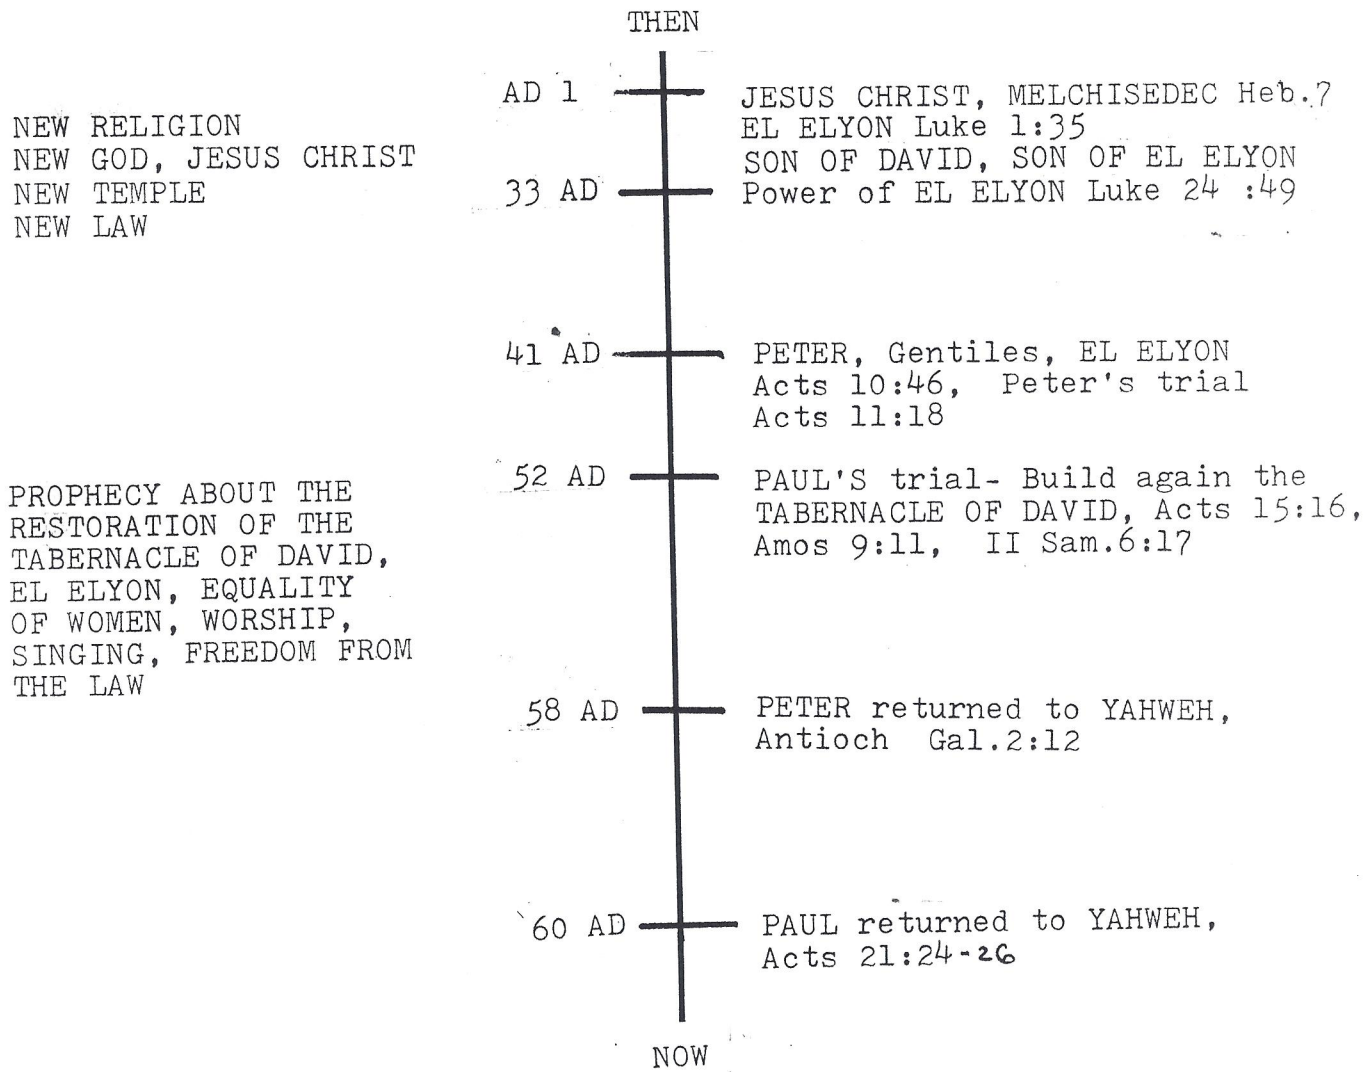 THEN
AD 1
JESUS CHRIST, MELCHISEDEC Heb.7
EL ELYON Luke 1:35
SON OF DAVID, SON OF EL ELYON
33 AD
Power of EL ELYON Luke 24 :49
NEW RELIGION
NEW GOD, JESUS CHRIST
NEW TEMPLE
NEW LAW
41 AD
PETER, Gentiles, EL ELYON
Acts 10:46, Peter's trial
Acts 11:18
52 AD
PAUL'S trial- Build again the
TABERNACLE OF DAVID, Acts 15:16,
Amos 9:11, II Sam.6:17
PROPHECY ABOUT THE
RESTORATION OF THE
TABERNACLE OF DAVID,
EL ELYON, EQUALITY
OF WOMEN, WORSHIP,
SINGING, FREEDOM FROM
THE LAW
58 AD
PETER returned to YAHWEH,
Antioch Gal.2:12
60 AD
PAUL returned to YAHWEH,
Acts 21:24-26
NOW